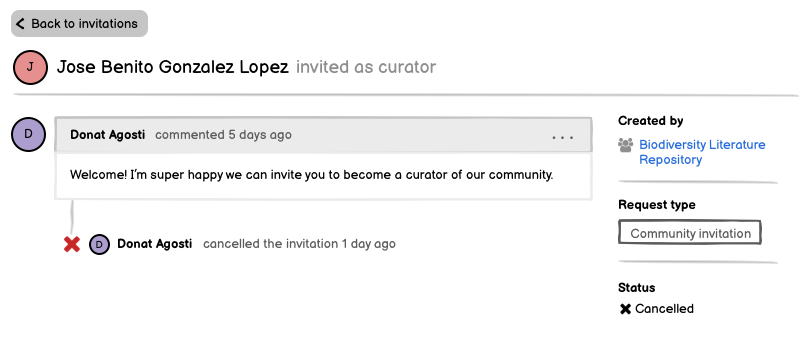 Back to invitations
J Jose Benito Gonzalez Lopez invited as curator
D Donat Agosti commented 5 days ago ...
Welcome! I'm super happy we can invite you to become a curator of our community.
D Donat Agosti cancelled the invitation 1 day ago
Created by
Biodiversity Literature
Repository
Request type
Community invitation
Status
Cancelled